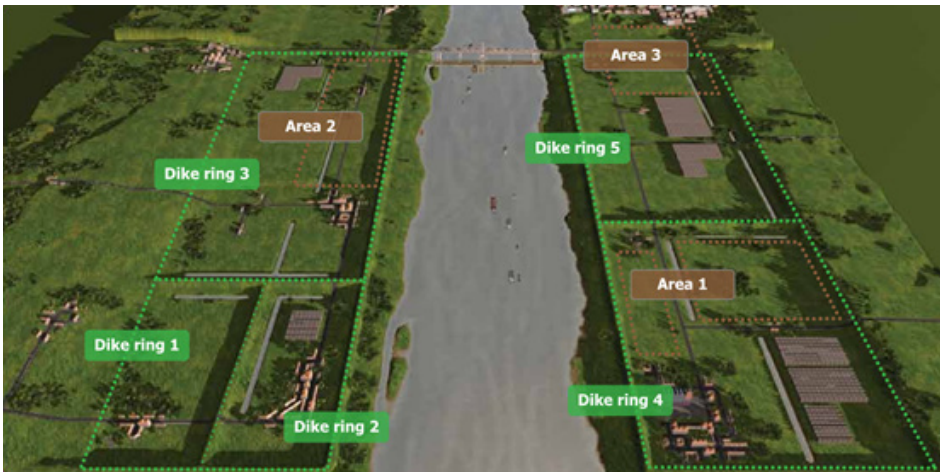 Area 3
Area 2
Dike ring 5
Dike ring 3
Area 1
Dike ring 1
Dike ring 4
Dike ring 2